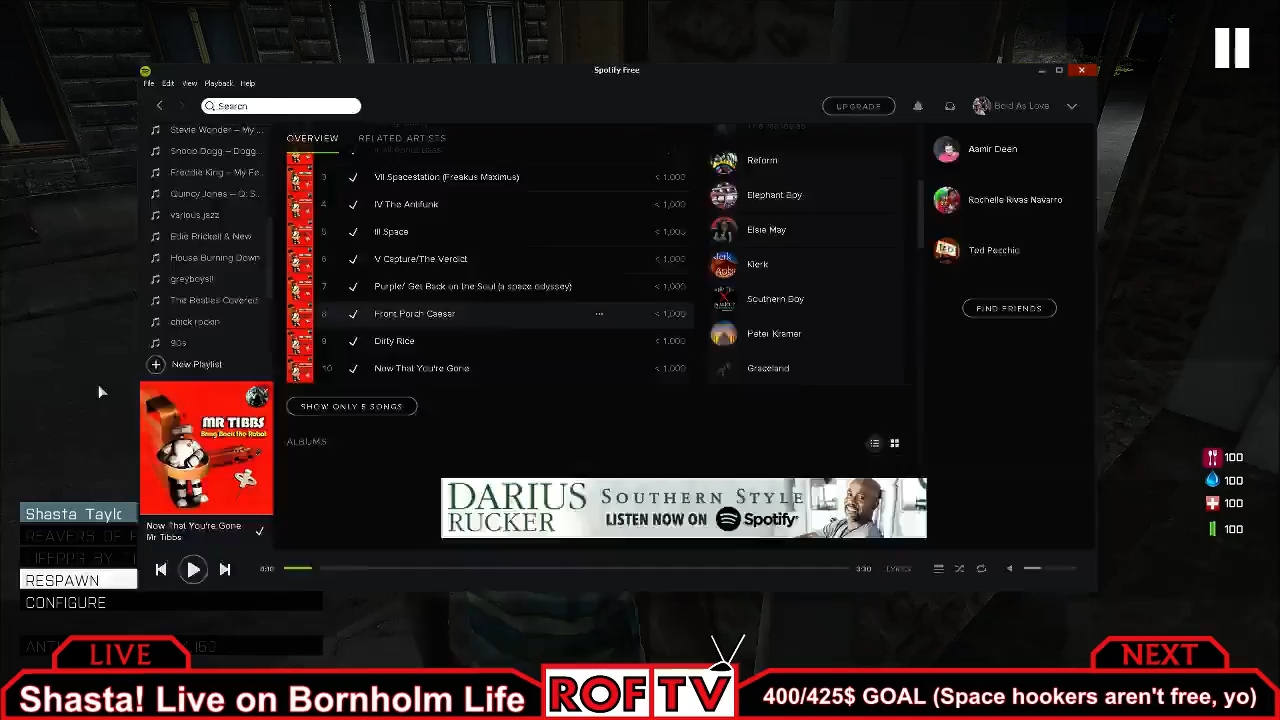 Spotify Free
File Edit View Playback Help
Search
UPGRADE
Bold As Love
Stevie Wonder – My ...
Snoop Dogg – Dogg...
Freddie King – My Fe...
Quincy Jones – Q: S...
various jazz
Edie Brickell & New
House Burning Down
greyboys!!
The Beatles Covered
chick rockin
90s
New Playlist
MR TIBBS
Bring Back the Robot
Now That You're Gone
Mr Tibbs
OVERVIEW RELATED ARTISTS
3 VII Spacestation (Freakus Maximus) < 1,000
4 IV The Antifunk < 1,000
5 III Space < 1,000
6 V Capture/The Verdict < 1,000
7 Purple/ Get Back on the Soul (a space odyssey) < 1,000
8 Front Porch Caesar ... < 1,000
9 Dirty Rice < 1,000
10 Now That You're Gone < 1,000
SHOW ONLY 5 SONGS
ALBUMS
Reform
Elephant Boy
Elsie May
Klerk
Southern Boy
Peter Kramer
Graceland
Aamir Deen
Rochelle Rivas Navarro
Ted Pecchio
FIND FRIENDS
DARIUS RUCKER
SOUTHERN STYLE
LISTEN NOW ON Spotify
0:10
3:30
LYRICS
100
100
100
100
Shasta Taylo
REAVERS OF
RESPAWN
CONFIGURE
LIVE
Shasta! Live on Bornholm Life
ROF TV
NEXT
400/425$ GOAL (Space hookers aren't free, yo)